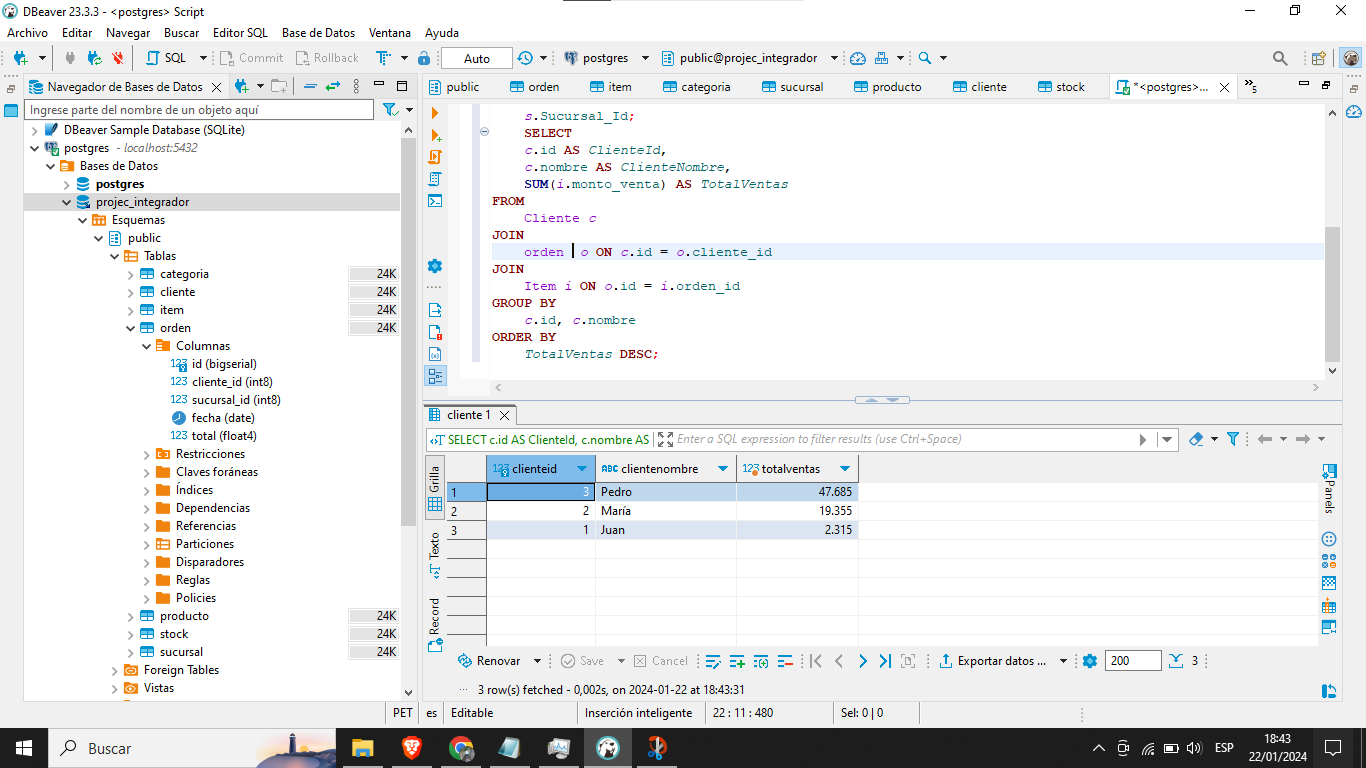 DBeaver 23.3.3 - <postgres> Script
Archivo Editar Navegar Buscar Editor SQL Base de Datos Ventana Ayuda
SQL Commit Rollback Auto postgres public@projec_integrador
Navegador de Bases de Datos
Ingrese parte del nombre de un objeto aquí
DBeaver Sample Database (SQLite)
postgres - localhost:5432
Bases de Datos
postgres
projec_integrador
Esquemas
public
Tablas
categoria 24K
cliente 24K
item 24K
orden 24K
Columnas
id (bigserial)
cliente_id (int8)
sucursal_id (int8)
fecha (date)
total (float4)
Restricciones
Claves foráneas
Índices
Dependencias
Referencias
Particiones
Disparadores
Reglas
Policies
producto 24K
stock 24K
sucursal 24K
Foreign Tables
Vistas
public orden item categoria sucursal producto cliente stock *<postgres>... »5
s.Sucursal_Id;
SELECT
c.id AS ClienteId,
c.nombre AS ClienteNombre,
SUM(i.monto_venta) AS TotalVentas
FROM
Cliente c
JOIN
orden o ON c.id = o.cliente_id
JOIN
Item i ON o.id = i.orden_id
GROUP BY
c.id, c.nombre
ORDER BY
TotalVentas DESC;
cliente 1
SELECT c.id AS ClienteId, c.nombre AS Enter a SQL expression to filter results (use Ctrl+Space)
Grilla
Texto
Record
123 clienteid ABC clientenombre 123 totalventas
1 3 Pedro 47.685
2 2 María 19.355
3 1 Juan 2.315
Panels
Renovar Save Cancel Exportar datos ... 200 3
3 row(s) fetched - 0,002s, on 2024-01-22 at 18:43:31
PET es Editable Inserción inteligente 22 : 11 : 480 Sel: 0 | 0
Buscar
ESP
18:43
22/01/2024